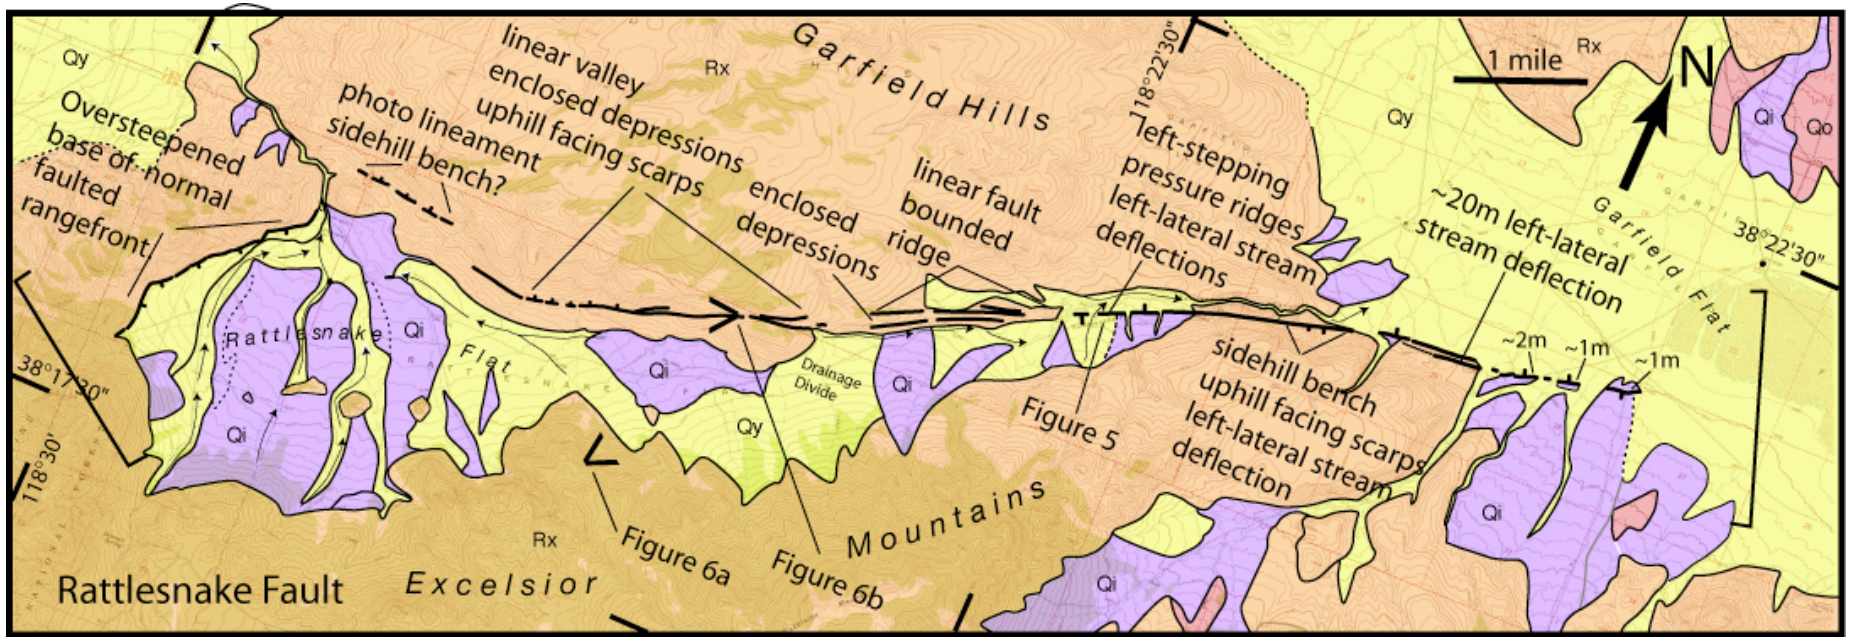 Qy
Oversteepened
base of normal
faulted
rangefront
photo lineament
sidehill bench?
linear valley
enclosed depressions
uphill facing scarps
Rx
Garfield Hills
enclosed
depressions
linear fault
bounded
ridge
118°22'30"
left-stepping
pressure ridges
left-lateral stream
deflections
Qy
Rx
1 mile
N
Qi
Qo
Garfield Flat
38°22'30"
~20m left-lateral
stream deflection
~2m
~1m
~1m
Rattlesnake
Flat
Qi
Qi
Qi
Drainage
Divide
Qy
Qi
Figure 5
sidehill bench
uphill facing scarps
left-lateral stream
deflection
Qi
Qi
38°17'30"
118°30'
Rx
Excelsior
Mountains
Figure 6a
Figure 6b
Rattlesnake Fault